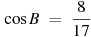 cos B = 8/17